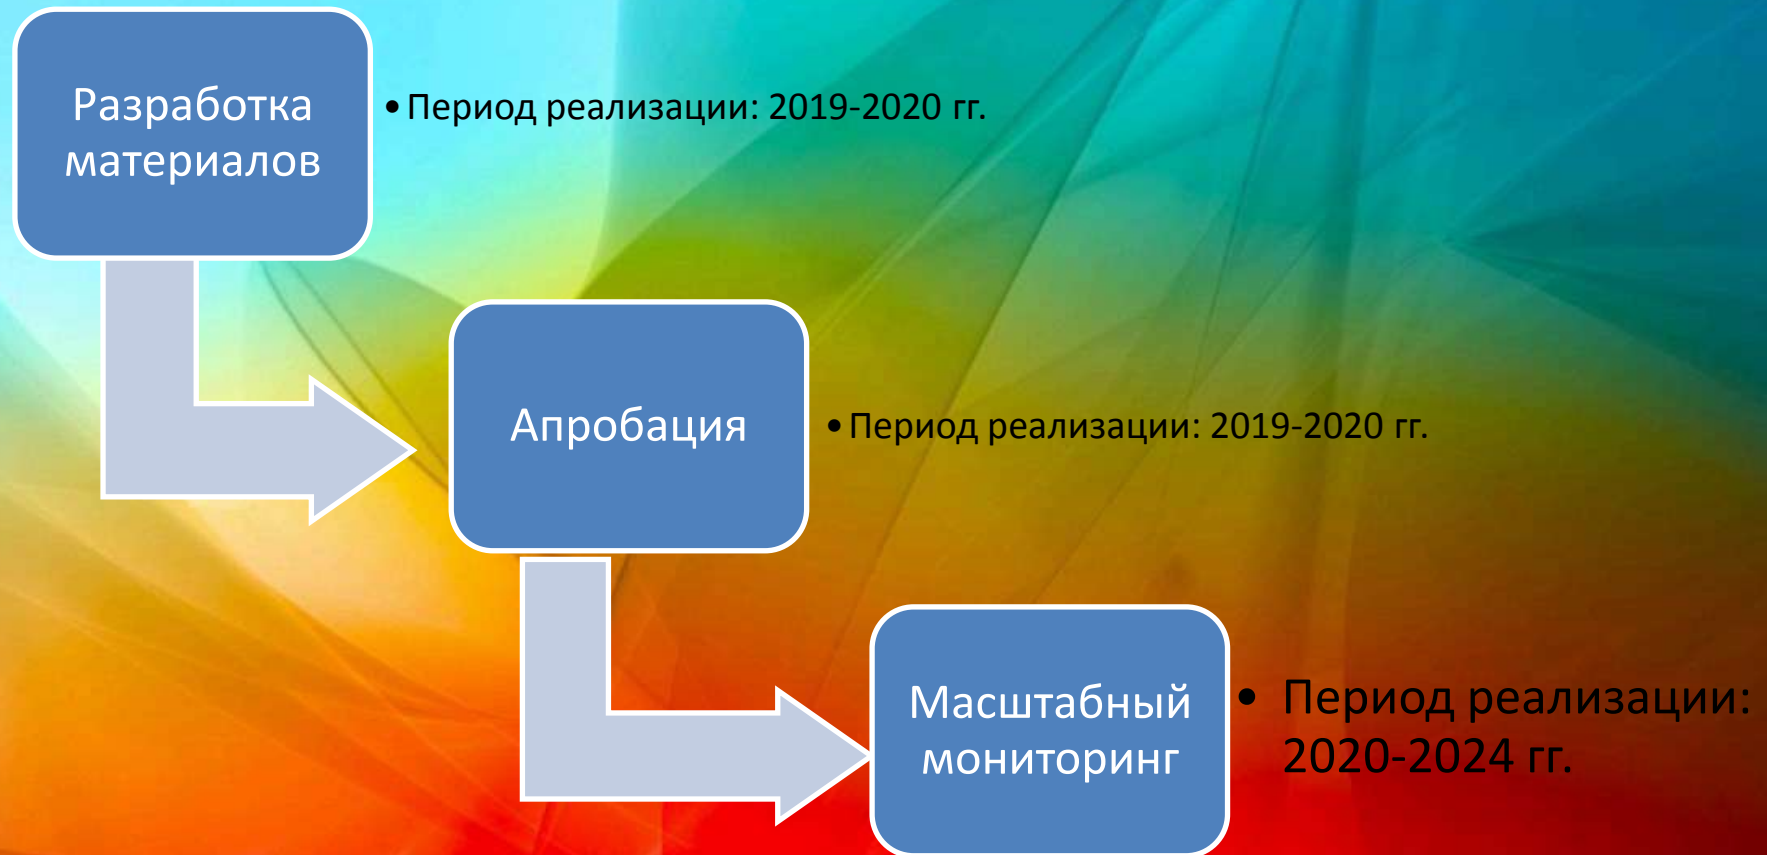 Разработка
материалов
• Период реализации: 2019-2020 гг.
Апробация
• Период реализации: 2019-2020 гг.
Масштабный
мониторинг
• Период реализации:
2020-2024 гг.